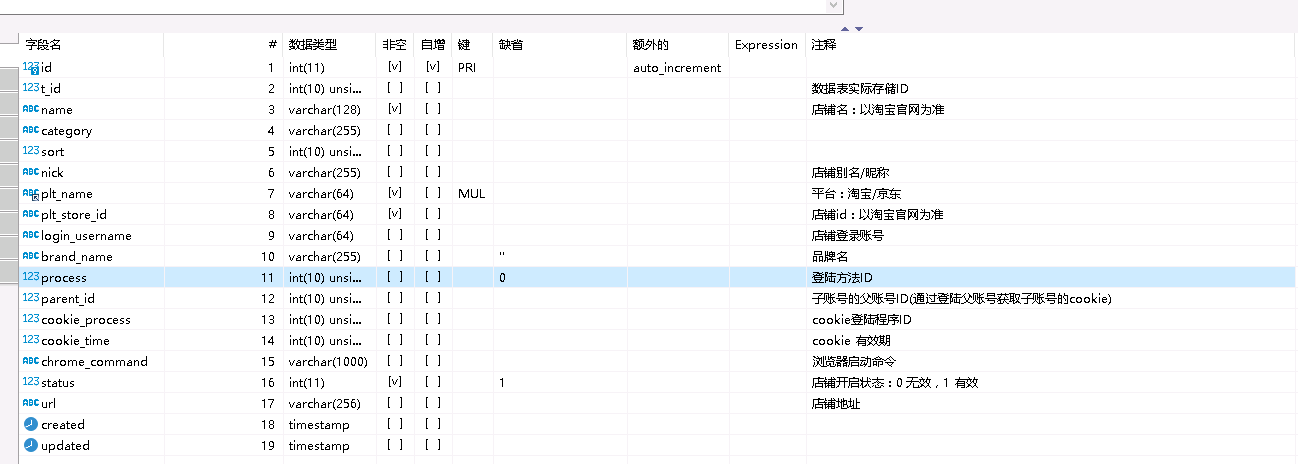 字段名 # 数据类型 非空 自增 键 缺省 额外的 Expression 注释
123 id 1 int(11) [v] [v] PRI auto_increment
123 t_id 2 int(10) unsi... [ ] [ ] 数据表实际存储ID
ABC name 3 varchar(128) [v] [ ] 店铺名：以淘宝官网为准
ABC category 4 varchar(255) [ ] [ ]
123 sort 5 int(10) unsi... [ ] [ ]
ABC nick 6 varchar(255) [ ] [ ] 店铺别名/昵称
ABC plt_name 7 varchar(64) [v] [ ] MUL 平台：淘宝/京东
ABC plt_store_id 8 varchar(64) [v] [ ] 店铺id：以淘宝官网为准
ABC login_username 9 varchar(64) [ ] [ ] 店铺登录账号
ABC brand_name 10 varchar(255) [ ] [ ] '' 品牌名
123 process 11 int(10) unsi... [ ] [ ] 0 登陆方法ID
123 parent_id 12 int(10) unsi... [ ] [ ] 子账号的父账号ID(通过登陆父账号获取子账号的cookie)
123 cookie_process 13 int(10) unsi... [ ] [ ] cookie登陆程序ID
123 cookie_time 14 int(10) unsi... [ ] [ ] cookie 有效期
ABC chrome_command 15 varchar(1000) [ ] [ ] 浏览器启动命令
123 status 16 int(11) [v] [ ] 1 店铺开启状态：0 无效，1 有效
ABC url 17 varchar(256) [ ] [ ] 店铺地址
created 18 timestamp [ ] [ ]
updated 19 timestamp [ ] [ ]